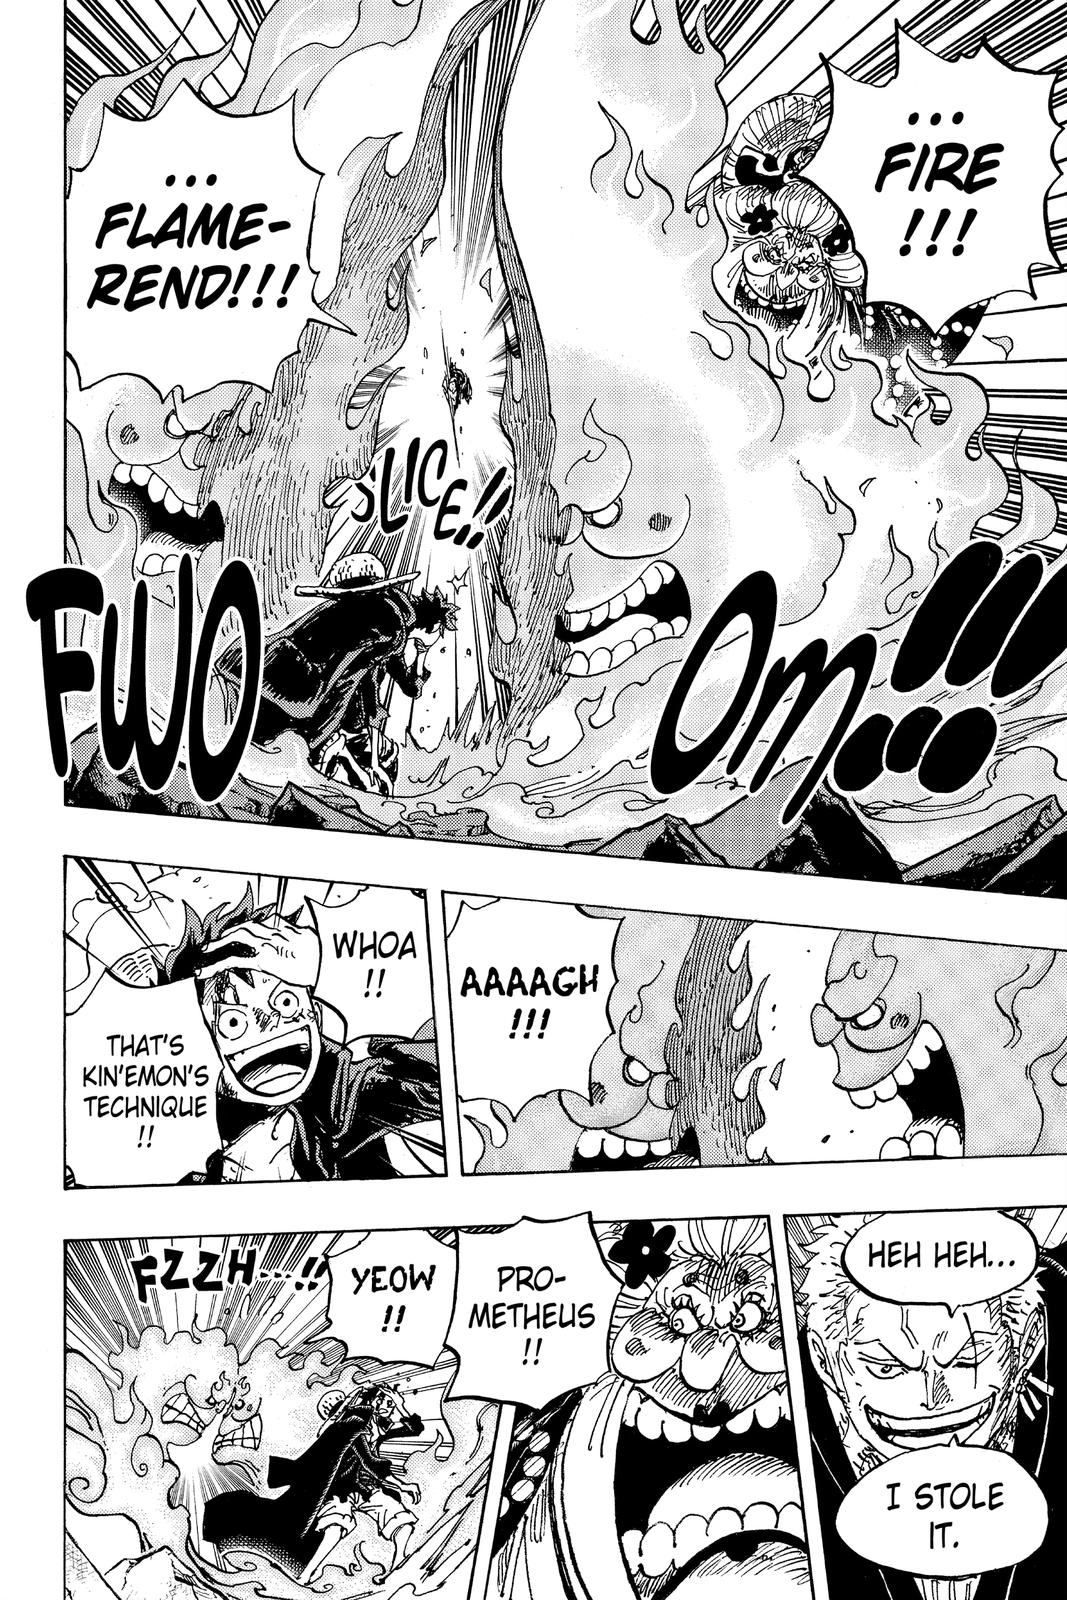 ...
FIRE
!!!
...
FLAME-
REND!!!
SLICE!!
FWO
OM...!!!
AAAAGH
!!!
WHOA
!!
THAT'S
KIN'EMON'S
TECHNIQUE
!!
HEH HEH...
I STOLE
IT.
PRO-
METHEUS
!!
YEOW
!!
FZZH...!!